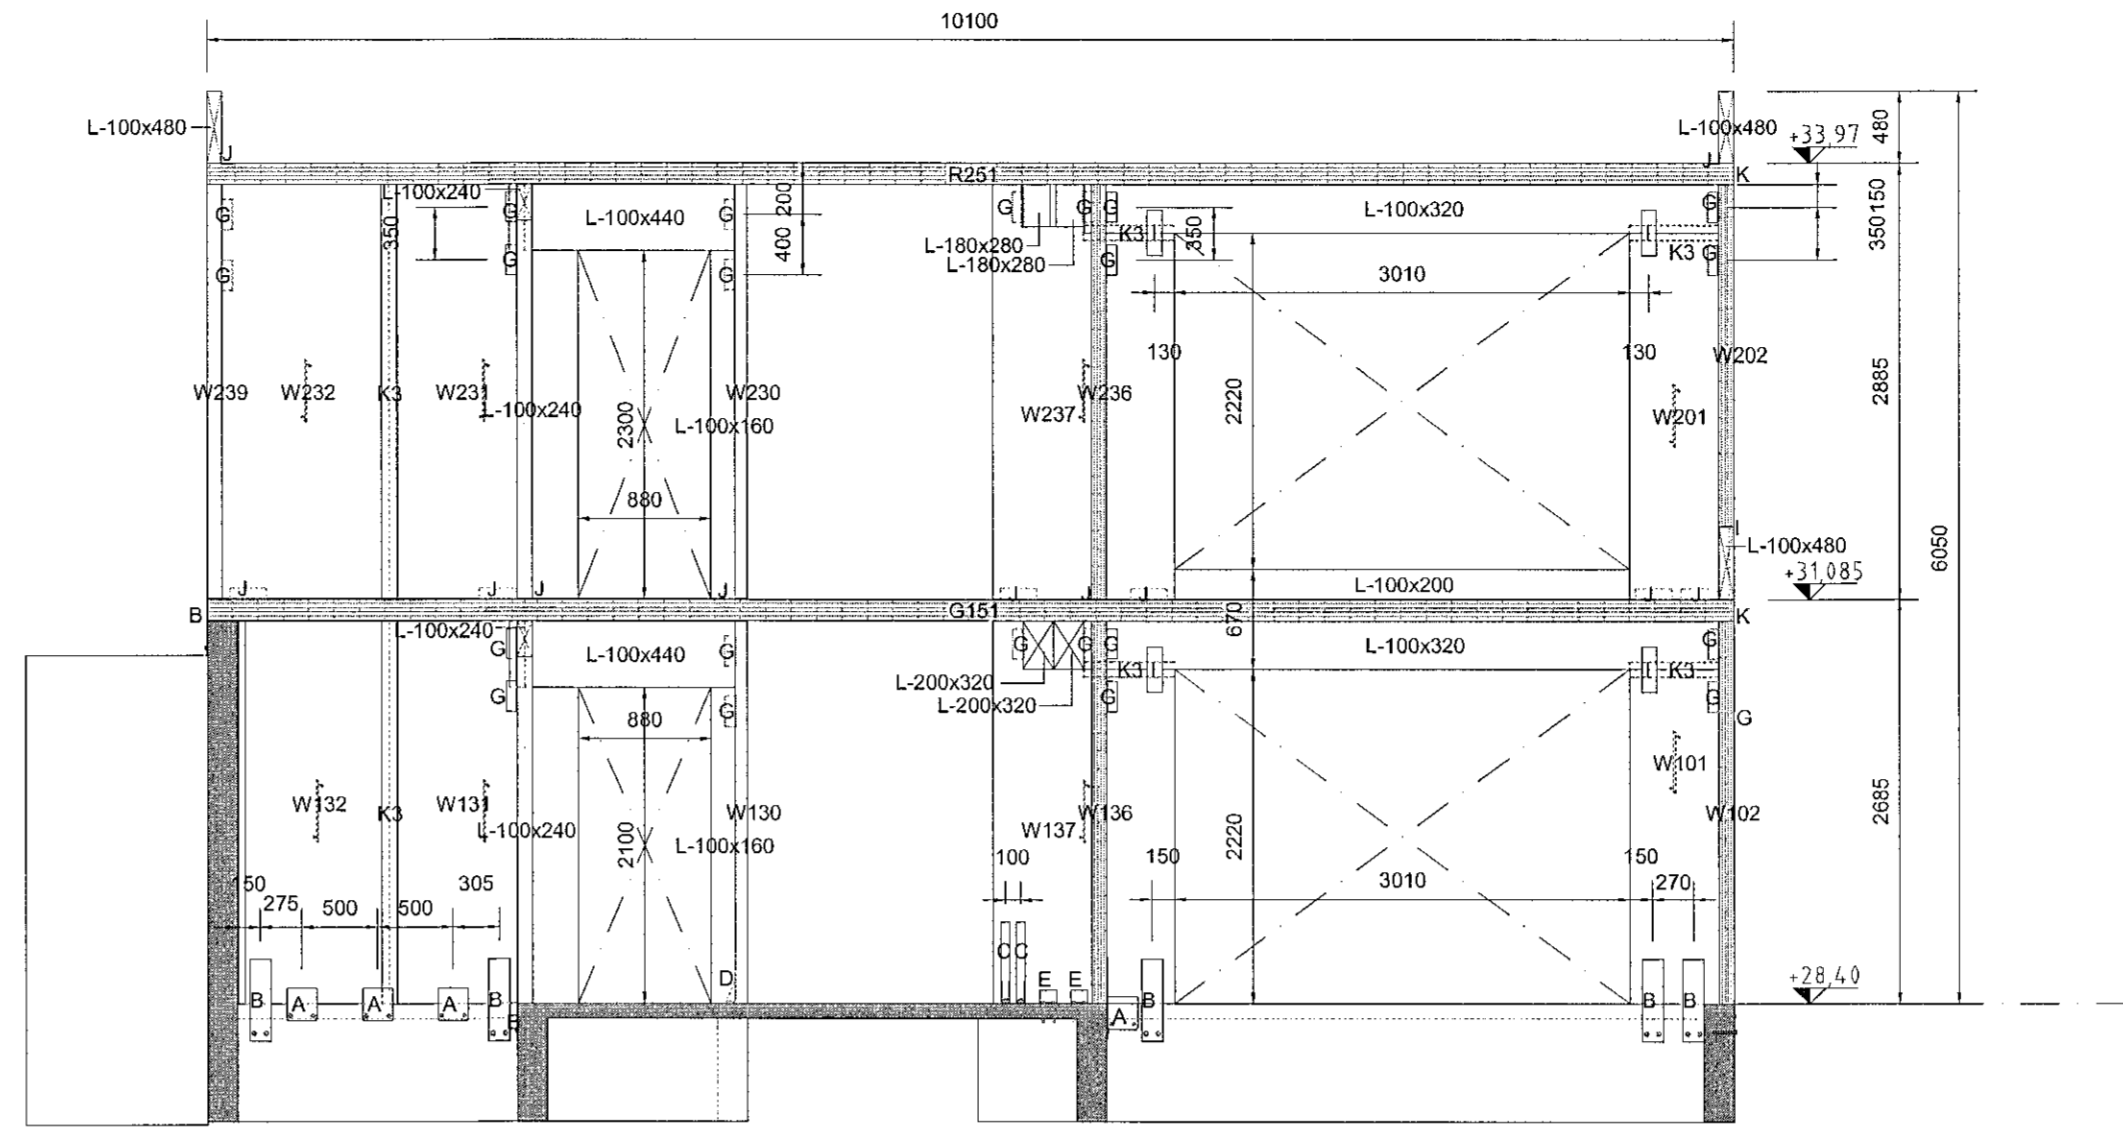 10100
L-100x480
L-100x480
+33,97
480
J
J
R251
K
L-100x240
G
G
350
L-100x440
G
200
400
G
G
G
G
G
L-180x280
L-180x280
K3
I
350
G
L-100x320
I
K3
G
G
350
150
3010
130
130
W202
2885
W239
W232
K3
W231
L-100x240
2300
L-100x160
W230
W237
W236
2220
W201
880
6050
I
L-100x480
+31,085
J
J
J
J
J
J
J
L-100x200
J
J
B
G151
K
670
L-100x240
G
G
L-100x440
G
G
G
G
G
L-200x320
L-200x320
K3
I
G
L-100x320
I
K3
G
G
G
880
W101
W132
K3
W131
L-100x240
2100
L-100x160
W130
W137
W136
2220
W102
2685
100
150
150
275
500
500
305
3010
270
C
C
D
E
E
+28,40
B
A
A
A
B
B
A
B
B
B